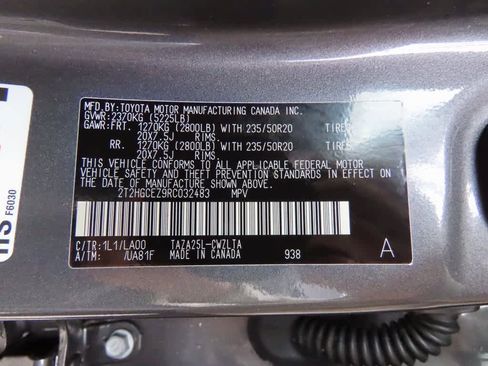 MFD.BY:TOYOTA MOTOR MANUFACTURING CANADA INC.
GVWR:2370KG (5225LB)
GAWR:FRT. 1270KG (2800LB) WITH 235/50R20 TIRES
20X7.5J RIMS.
RR. 1270KG (2800LB) WITH 235/50R20 TIRES
20X7.5J RIMS.
THIS VEHICLE CONFORMS TO ALL APPLICABLE FEDERAL MOTOR
VEHICLE SAFETY AND THEFT PREVENTION STANDARDS IN
EFFECT ON THE DATE OF MANUFACTURE SHOWN ABOVE.
2T2HGCEZ9RC032483 MPV
C/TR:1L1/LA00 TAZA25L-CWZLTA A
A/TM: /UA81F MADE IN CANADA 938
F6030